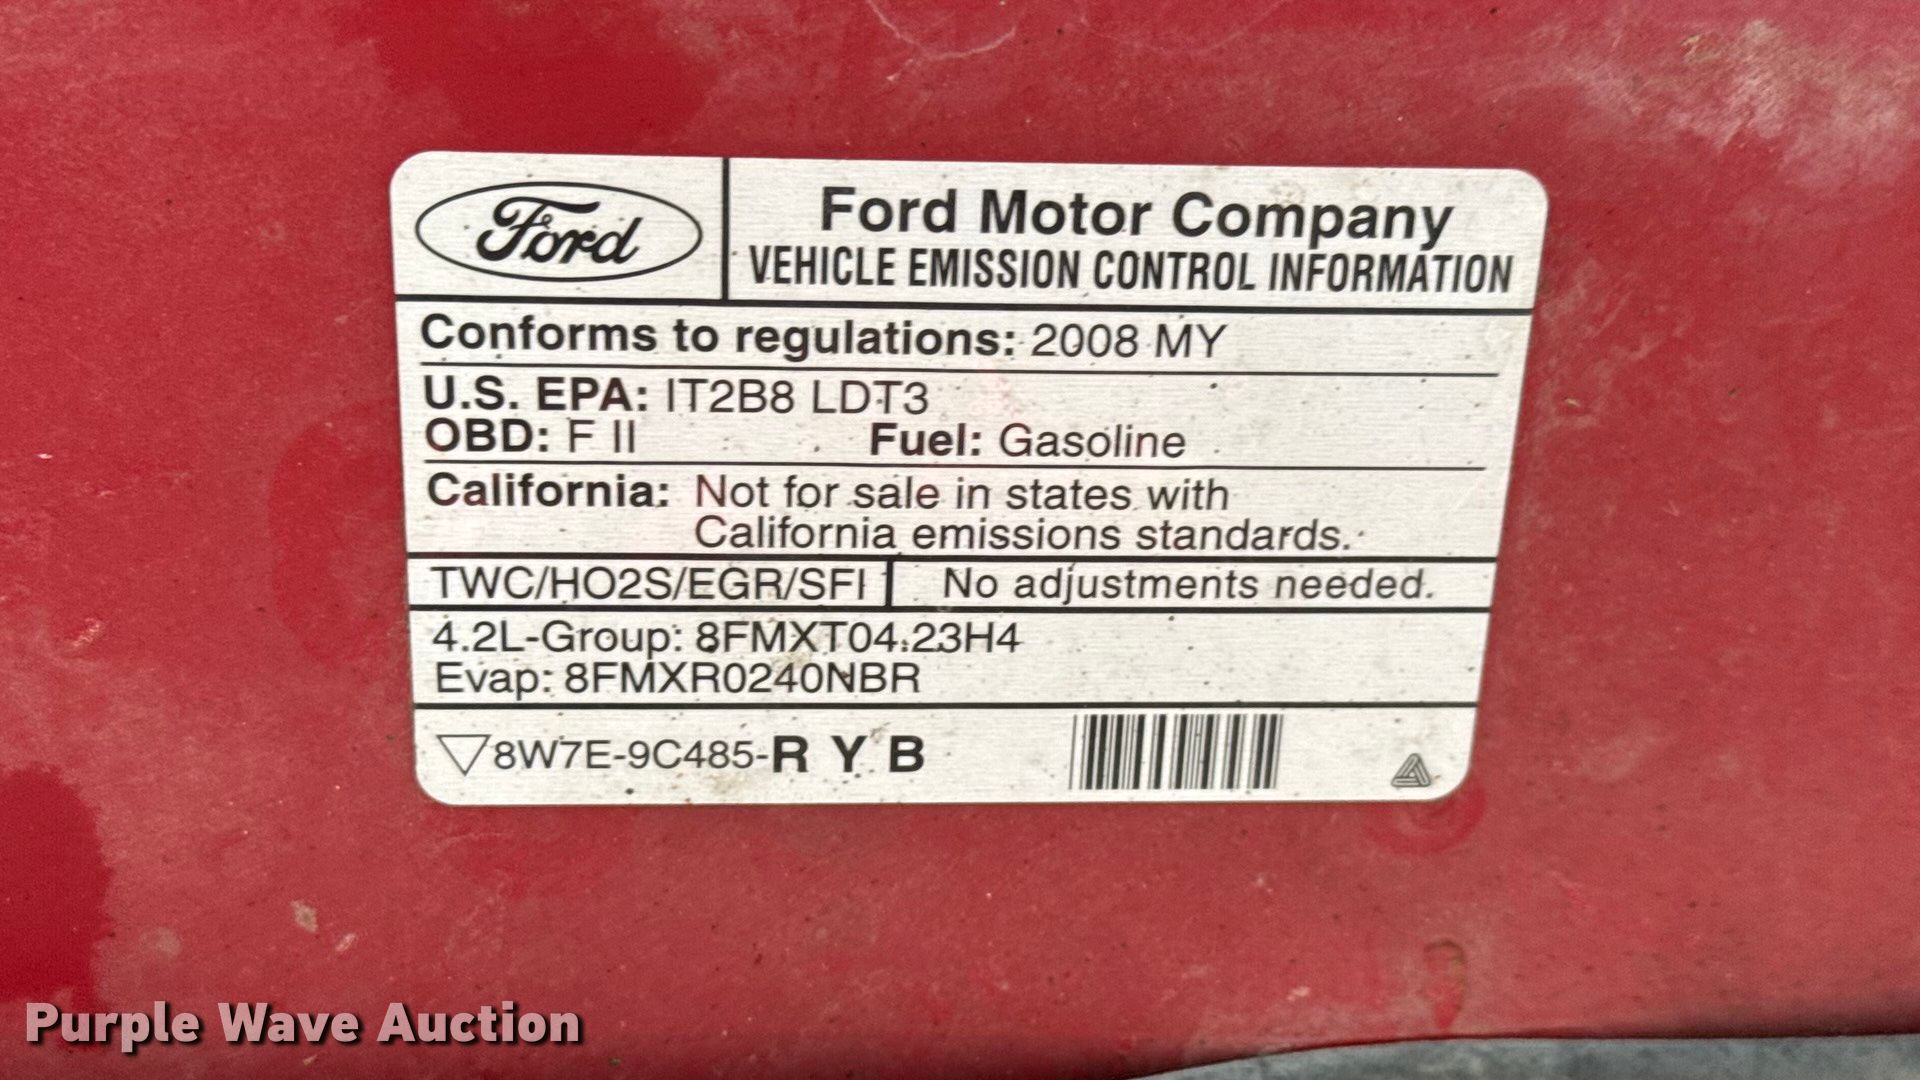 Ford
Ford Motor Company
VEHICLE EMISSION CONTROL INFORMATION
Conforms to regulations: 2008 MY
U.S. EPA: IT2B8 LDT3
OBD: F II Fuel: Gasoline
California: Not for sale in states with
California emissions standards.
TWC/HO2S/EGR/SFI No adjustments needed.
4.2L-Group: 8FMXT04.23H4
Evap: 8FMXR0240NBR
8W7E-9C485-R Y B
Purple Wave Auction